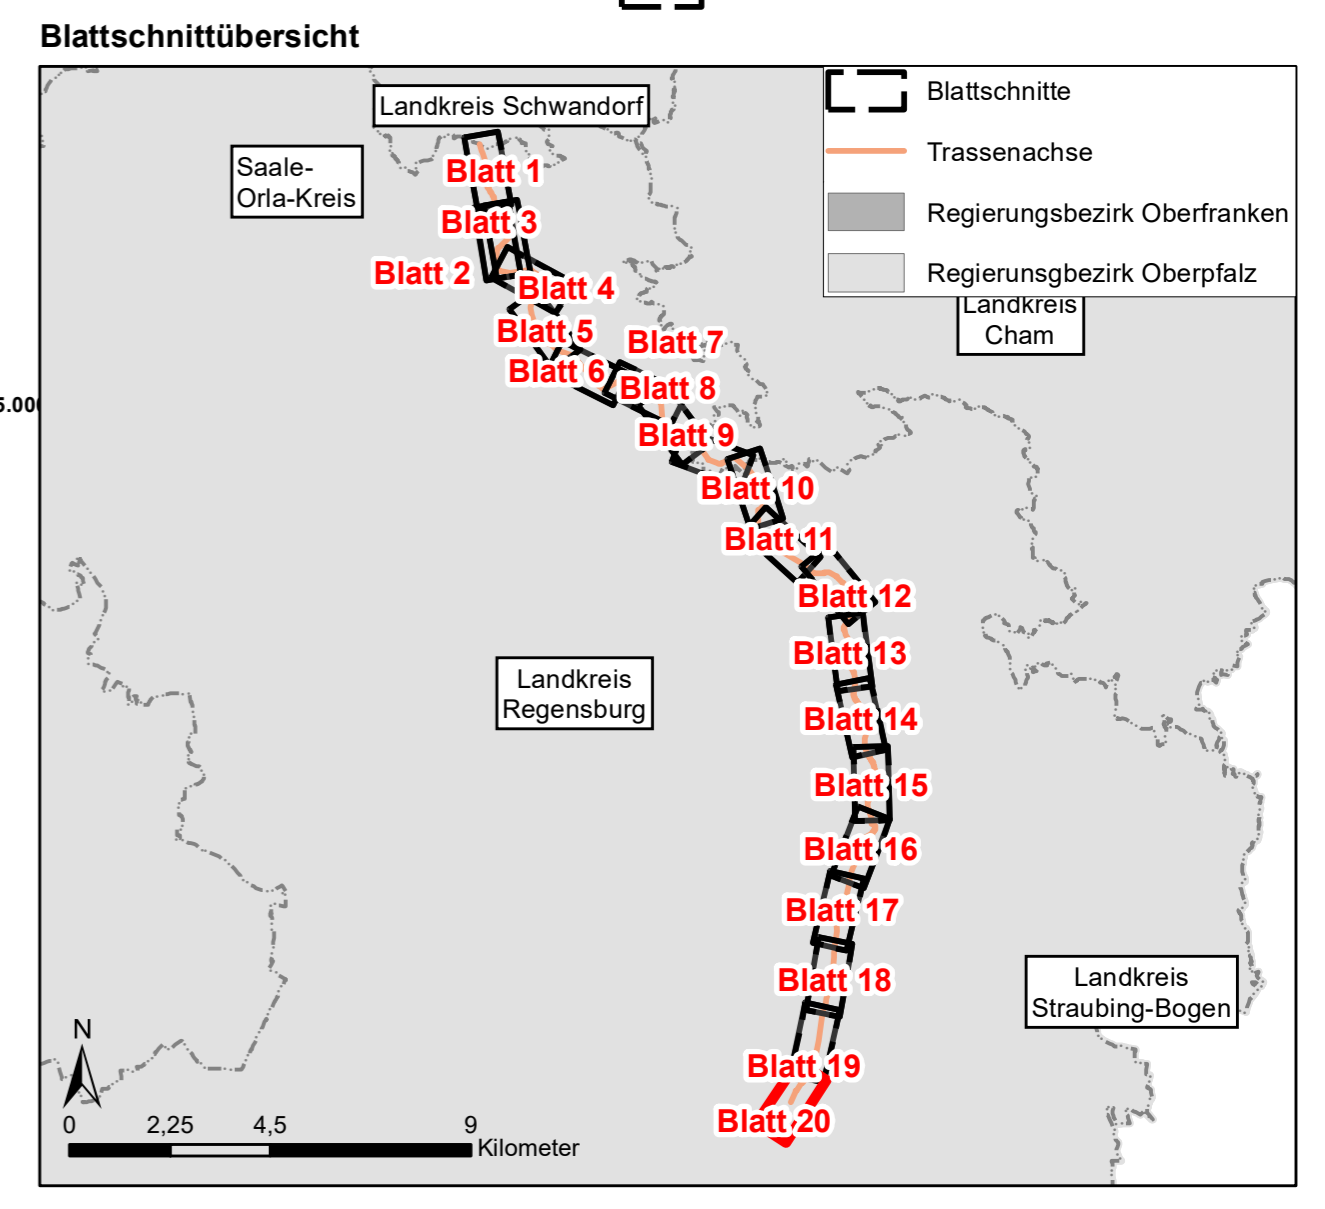 Blattschnittübersicht
Blattschnitte
Trassenachse
Regierungsbezirk Oberfranken
Regierunsgbezirk Oberpfalz
Landkreis Schwandorf
Saale-
Orla-Kreis
Landkreis
Cham
Blatt 1
Blatt 3
Blatt 2
Blatt 4
Blatt 5
Blatt 7
Blatt 6
Blatt 8
5.000
Blatt 9
Blatt 10
Blatt 11
Blatt 12
Blatt 13
Landkreis
Regensburg
Blatt 14
Blatt 15
Blatt 16
Blatt 17
Blatt 18
Landkreis
Straubing-Bogen
Blatt 19
Blatt 20
N
0 2,25 4,5 9
Kilometer